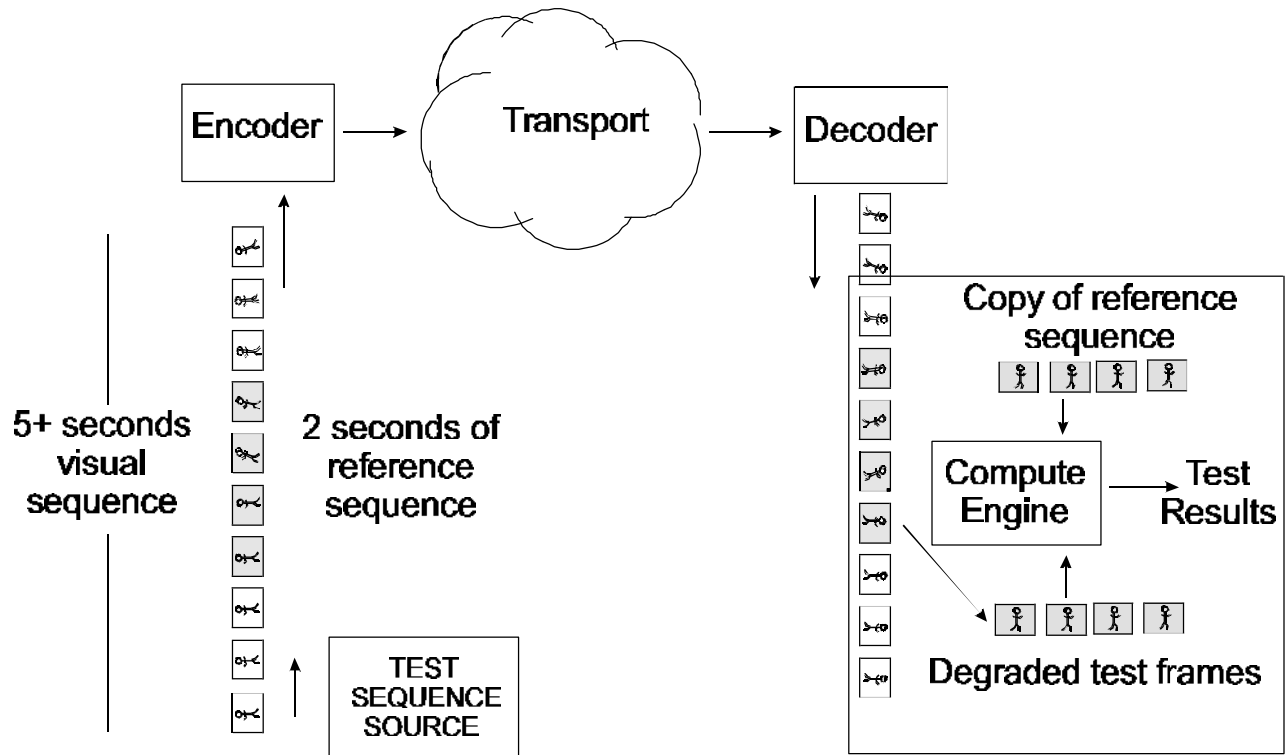 Encoder
Transport
Decoder
5+ seconds
visual
sequence
2 seconds of
reference
sequence
TEST
SEQUENCE
SOURCE
Copy of reference
sequence
Compute
Engine
Test
Results
Degraded test frames